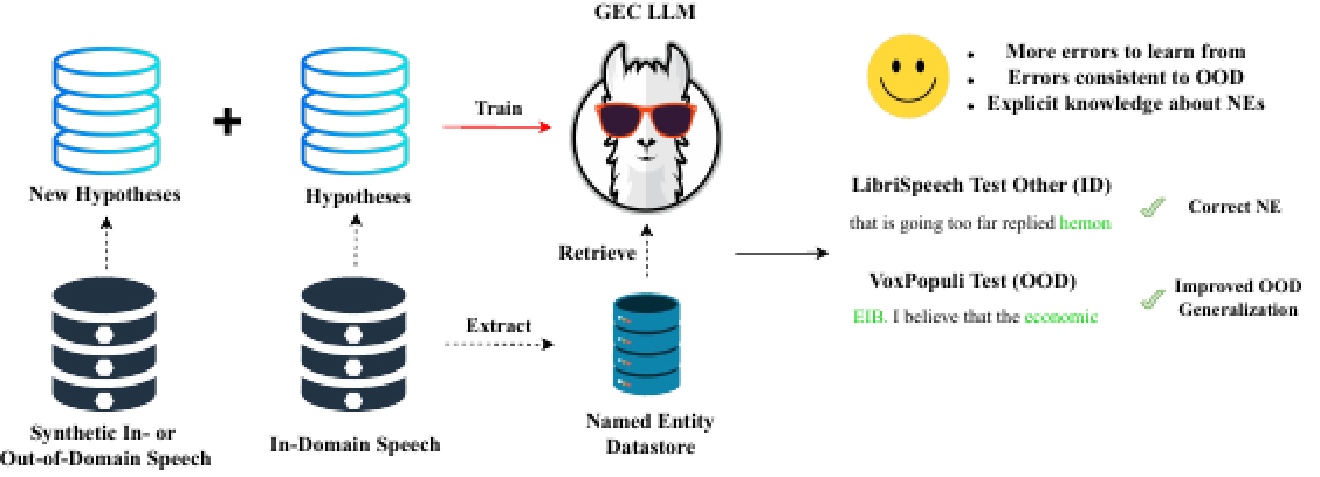 GEC LLM
New Hypotheses
+
Hypotheses
Train
Retrieve
Extract
Synthetic In- or
Out-of-Domain Speech
In-Domain Speech
Named Entity
Datastore
• More errors to learn from
• Errors consistent to OOD
• Explicit knowledge about NEs
LibriSpeech Test Other (ID)
that is going too far replied hemon
Correct NE
VoxPopuli Test (OOD)
EIB. I believe that the economic
Improved OOD
Generalization